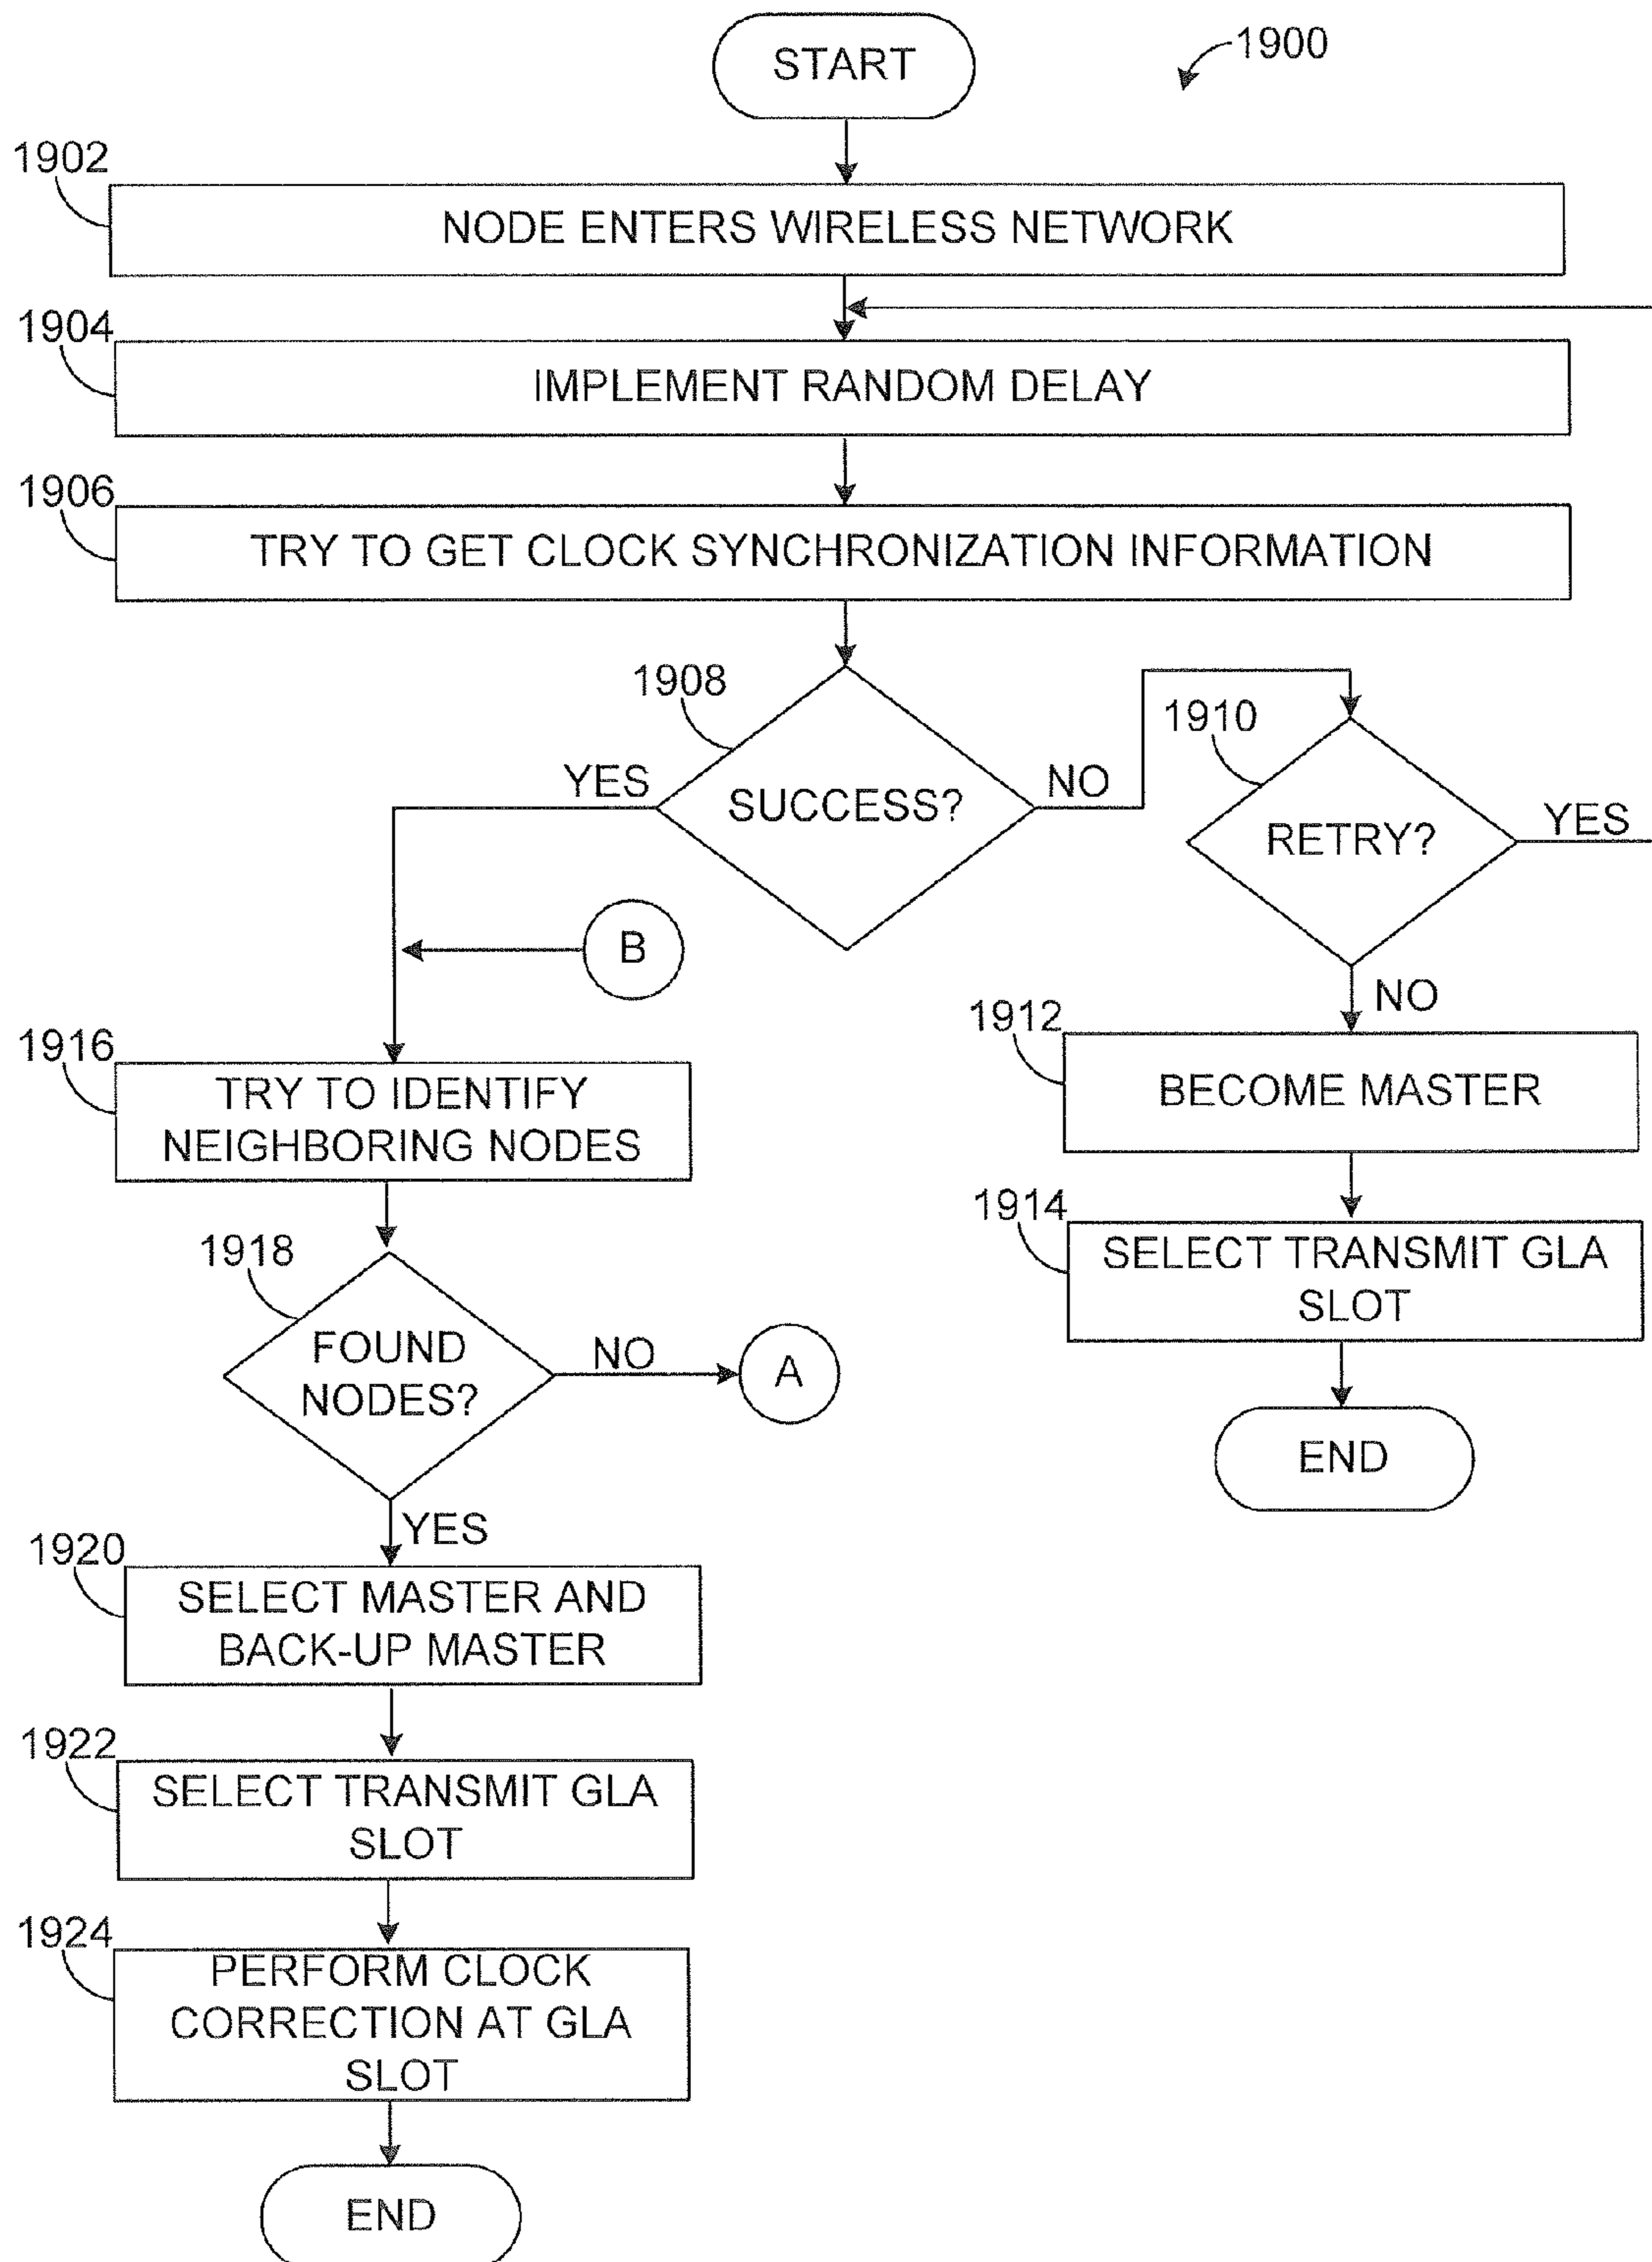 START
1900
1902
NODE ENTERS WIRELESS NETWORK
1904
IMPLEMENT RANDOM DELAY
1906
TRY TO GET CLOCK SYNCHRONIZATION INFORMATION
1908
SUCCESS?
YES
NO
1910
RETRY?
YES
NO
B
1912
BECOME MASTER
1914
SELECT TRANSMIT GLA
SLOT
END
1916
TRY TO IDENTIFY
NEIGHBORING NODES
1918
FOUND
NODES?
NO
A
YES
1920
SELECT MASTER AND
BACK-UP MASTER
1922
SELECT TRANSMIT GLA
SLOT
1924
PERFORM CLOCK
CORRECTION AT GLA
SLOT
END